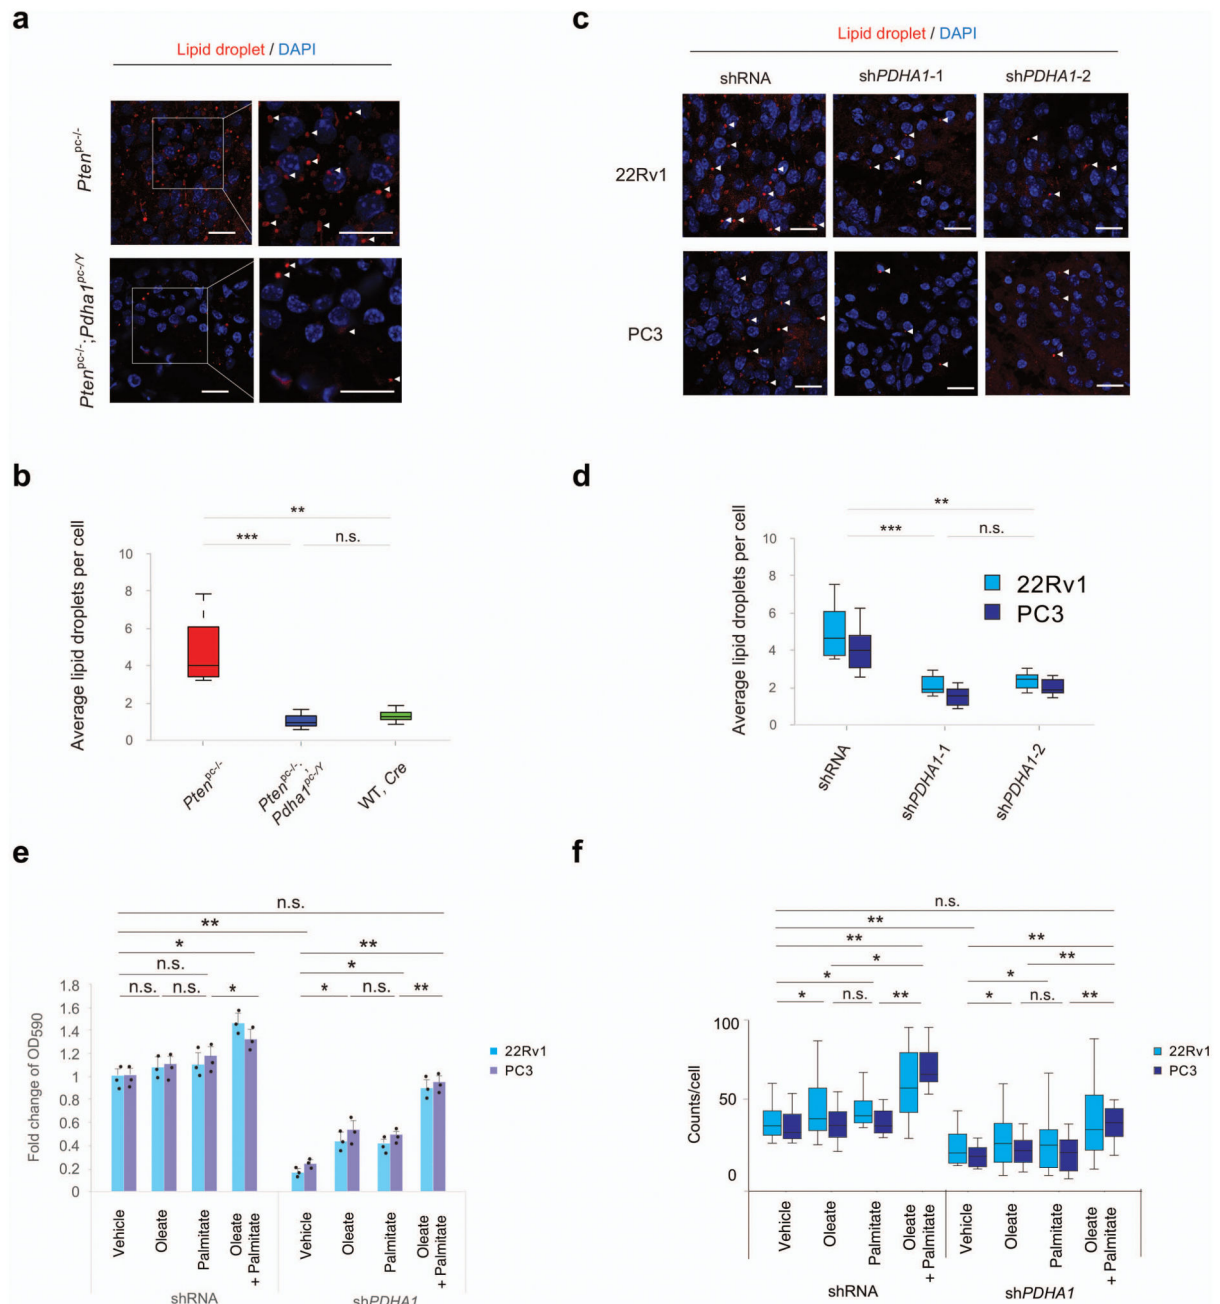 a
Lipid droplet / DAPI
Pten^pc-/-
Pten^pc-/-;Pdha1^pc-/Y
c
Lipid droplet / DAPI
shRNA
shPDHA1-1
shPDHA1-2
22Rv1
PC3
b
Average lipid droplets per cell
**
***
n.s.
10
8
6
4
2
0
Pten^pc-/-
Pten^pc-/-;
Pdha1^pc-/Y
WT, Cre
d
Average lipid droplets per cell
**
***
n.s.
10
8
6
4
2
0
22Rv1
PC3
shRNA
shPDHA1-1
shPDHA1-2
e
n.s.
**
*
**
n.s.
*
n.s.
n.s.
*
*
n.s.
**
Fold change of OD590
1.8
1.6
1.4
1.2
1
0.8
0.6
0.4
0.2
0
22Rv1
PC3
Vehicle
Oleate
Palmitate
Oleate
+ Palmitate
Vehicle
Oleate
Palmitate
Oleate
+ Palmitate
shRNA
shPDHA1
f
n.s.
**
**
**
*
**
*
*
*
n.s.
**
*
n.s.
**
Counts/cell
100
50
0
22Rv1
PC3
Vehicle
Oleate
Palmitate
Oleate
+ Palmitate
Vehicle
Oleate
Palmitate
Oleate
+ Palmitate
shRNA
shPDHA1